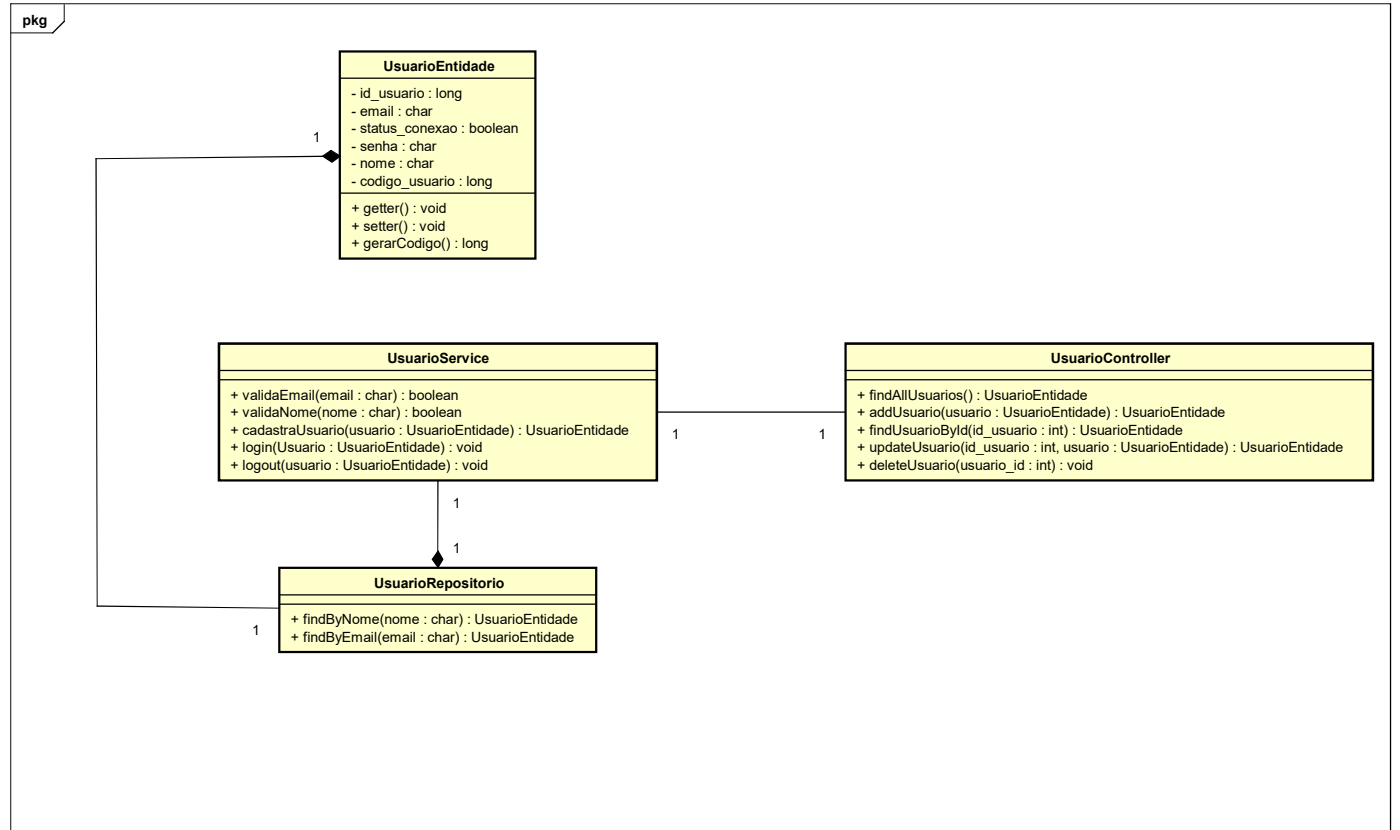 pkg
UsuarioEntidade
- id_usuario : long
- email : char
- status_conexao : boolean
- senha : char
- nome : char
- codigo_usuario : long
+ getter() : void
+ setter() : void
+ gerarCodigo() : long
1
UsuarioService
+ validaEmail(email : char) : boolean
+ validaNome(nome : char) : boolean
+ cadastraUsuario(usuario : UsuarioEntidade) : UsuarioEntidade
+ login(Usuario : UsuarioEntidade) : void
+ logout(usuario : UsuarioEntidade) : void
1
1
UsuarioController
+ findAllUsuarios() : UsuarioEntidade
+ addUsuario(usuario : UsuarioEntidade) : UsuarioEntidade
+ findUsuarioById(id_usuario : int) : UsuarioEntidade
+ updateUsuario(id_usuario : int, usuario : UsuarioEntidade) : UsuarioEntidade
+ deleteUsuario(usuario_id : int) : void
1
1
UsuarioRepositorio
+ findByNome(nome : char) : UsuarioEntidade
+ findByEmail(email : char) : UsuarioEntidade
1